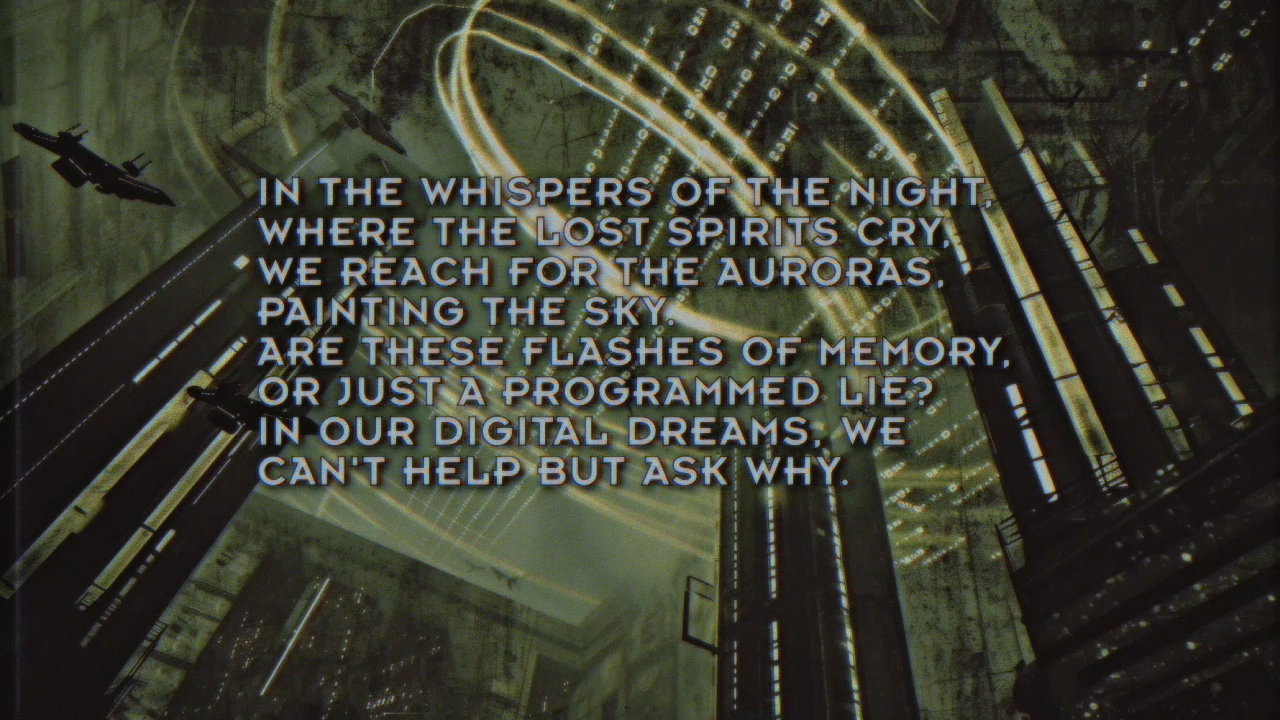 IN THE WHISPERS OF THE NIGHT,
WHERE THE LOST SPIRITS CRY,
WE REACH FOR THE AURORAS,
PAINTING THE SKY.
ARE THESE FLASHES OF MEMORY,
OR JUST A PROGRAMMED LIE?
IN OUR DIGITAL DREAMS, WE
CAN'T HELP BUT ASK WHY.